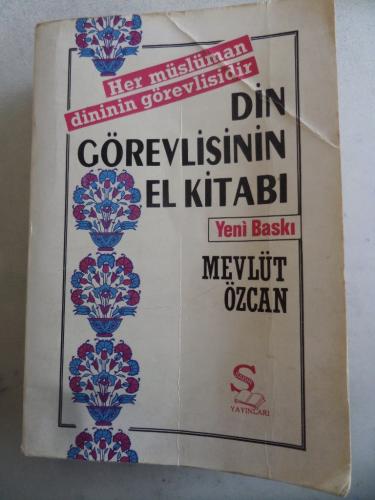 Her müslüman
dininin görevlisidir
DİN
GÖREVLİSİNİN
EL KİTABI
Yeni Baskı
MEVLÜT
ÖZCAN
S
YAYINLARI